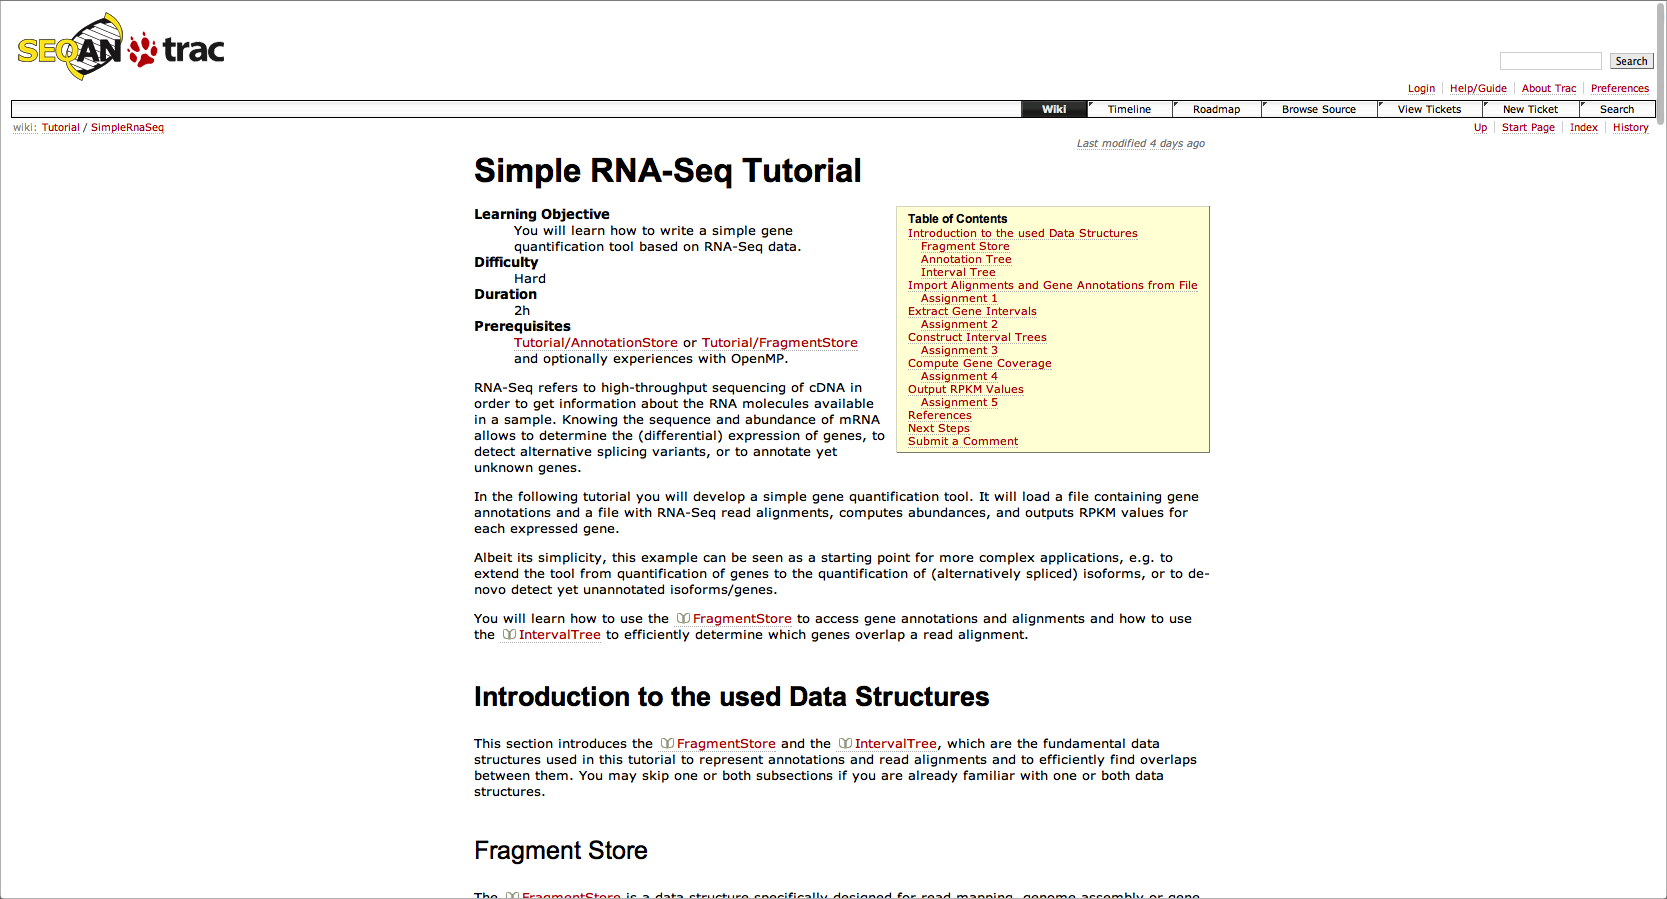 SEQAN trac
Search
Login Help/Guide About Trac Preferences
Wiki Timeline Roadmap Browse Source View Tickets New Ticket Search
wiki: Tutorial / SimpleRnaSeq
Up Start Page Index History
Last modified 4 days ago
Simple RNA-Seq Tutorial
Learning Objective
You will learn how to write a simple gene
quantification tool based on RNA-Seq data.
Difficulty
Hard
Duration
2h
Prerequisites
Tutorial/AnnotationStore or Tutorial/FragmentStore
and optionally experiences with OpenMP.
Table of Contents
Introduction to the used Data Structures
Fragment Store
Annotation Tree
Interval Tree
Import Alignments and Gene Annotations from File
Assignment 1
Extract Gene Intervals
Assignment 2
Construct Interval Trees
Assignment 3
Compute Gene Coverage
Assignment 4
Output RPKM Values
Assignment 5
References
Next Steps
Submit a Comment
RNA-Seq refers to high-throughput sequencing of cDNA in
order to get information about the RNA molecules available
in a sample. Knowing the sequence and abundance of mRNA
allows to determine the (differential) expression of genes, to
detect alternative splicing variants, or to annotate yet
unknown genes.
In the following tutorial you will develop a simple gene quantification tool. It will load a file containing gene
annotations and a file with RNA-Seq read alignments, computes abundances, and outputs RPKM values for
each expressed gene.
Albeit its simplicity, this example can be seen as a starting point for more complex applications, e.g. to
extend the tool from quantification of genes to the quantification of (alternatively spliced) isoforms, or to de-
novo detect yet unannotated isoforms/genes.
You will learn how to use the FragmentStore to access gene annotations and alignments and how to use
the IntervalTree to efficiently determine which genes overlap a read alignment.
Introduction to the used Data Structures
This section introduces the FragmentStore and the IntervalTree, which are the fundamental data
structures used in this tutorial to represent annotations and read alignments and to efficiently find overlaps
between them. You may skip one or both subsections if you are already familiar with one or both data
structures.
Fragment Store
The FragmentStore is a data structure specifically designed for read mapping, genome assembly or gene